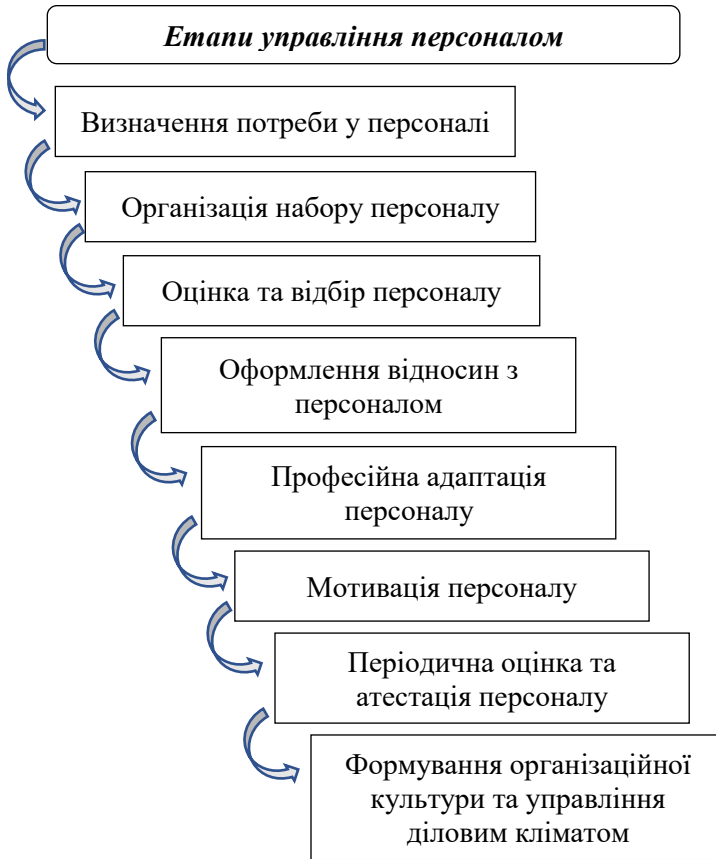 Етапи управління персоналом
Визначення потреби у персоналі
Організація набору персоналу
Оцінка та відбір персоналу
Оформлення відносин з
персоналом
Професійна адаптація
персоналу
Мотивація персоналу
Періодична оцінка та
атестація персоналу
Формування організаційної
культури та управління
діловим кліматом